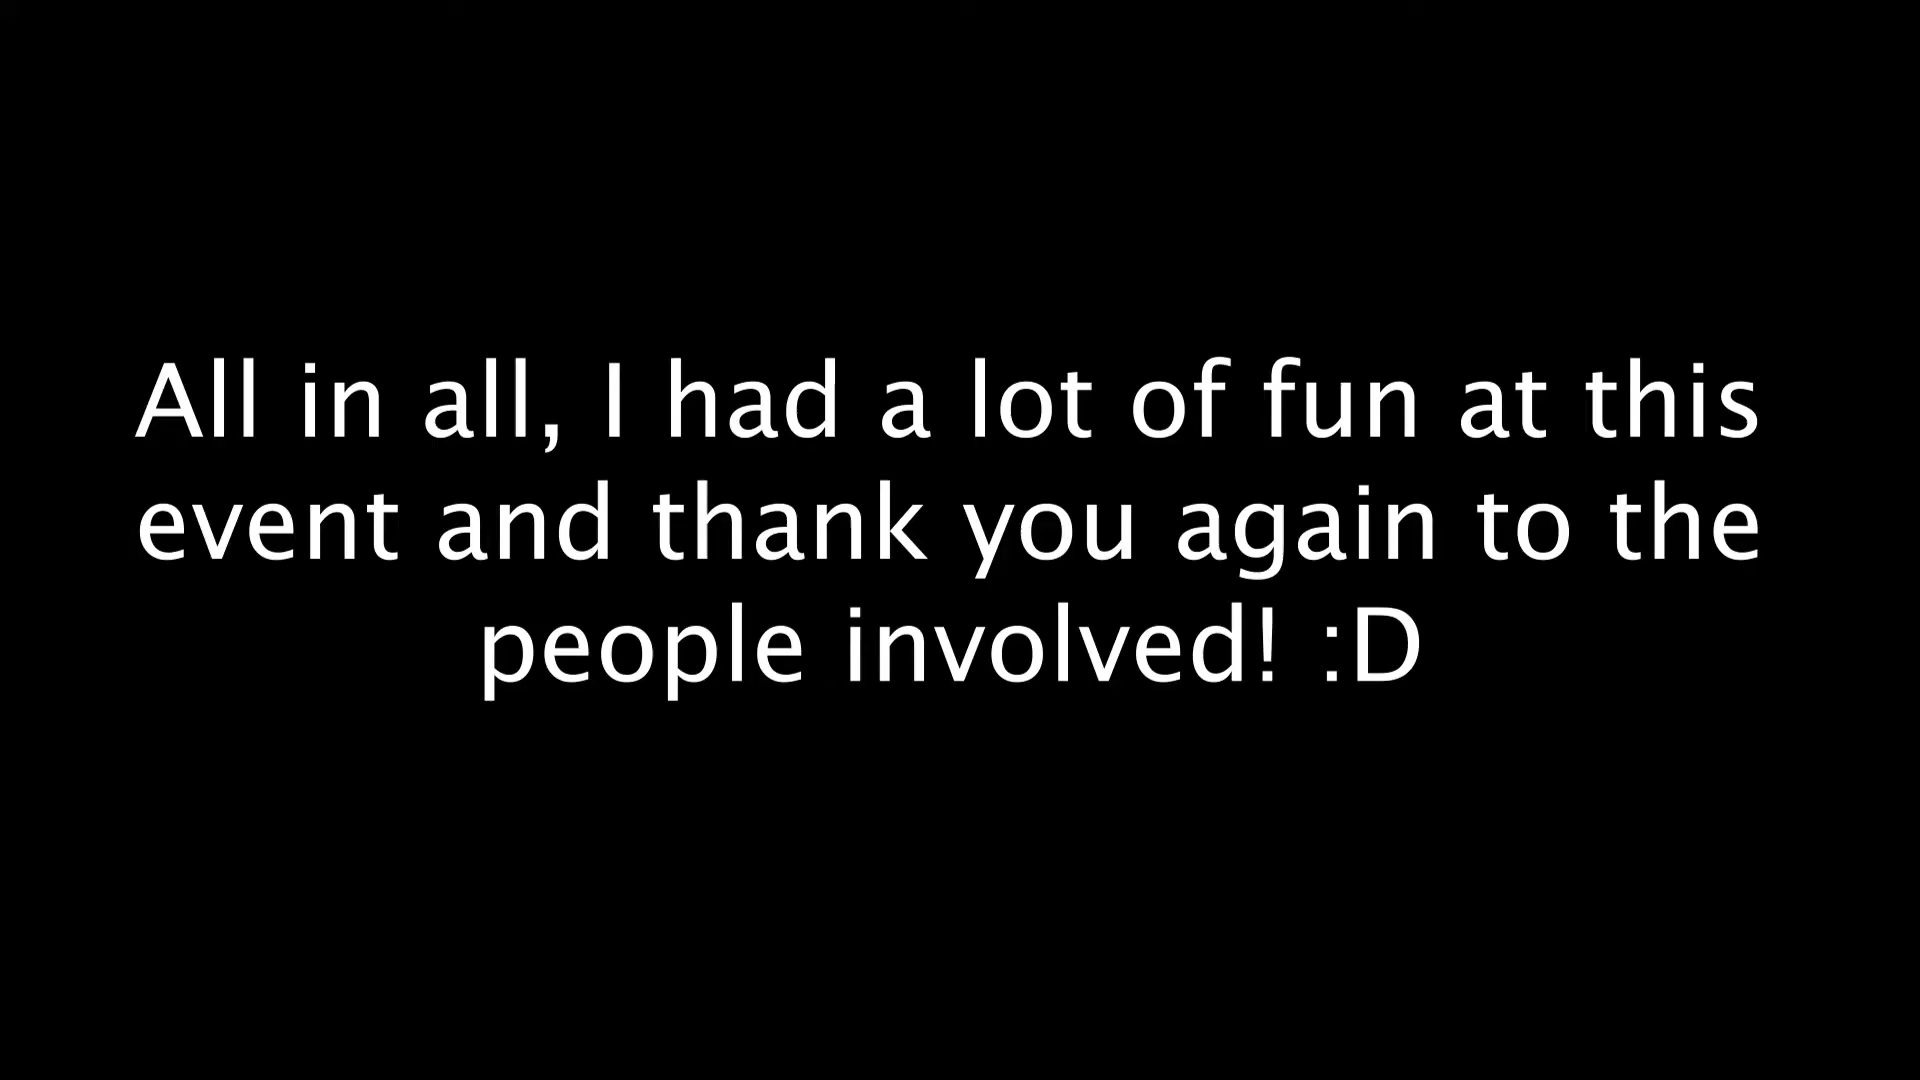 All in all, I had a lot of fun at this
event and thank you again to the
people involved! :D